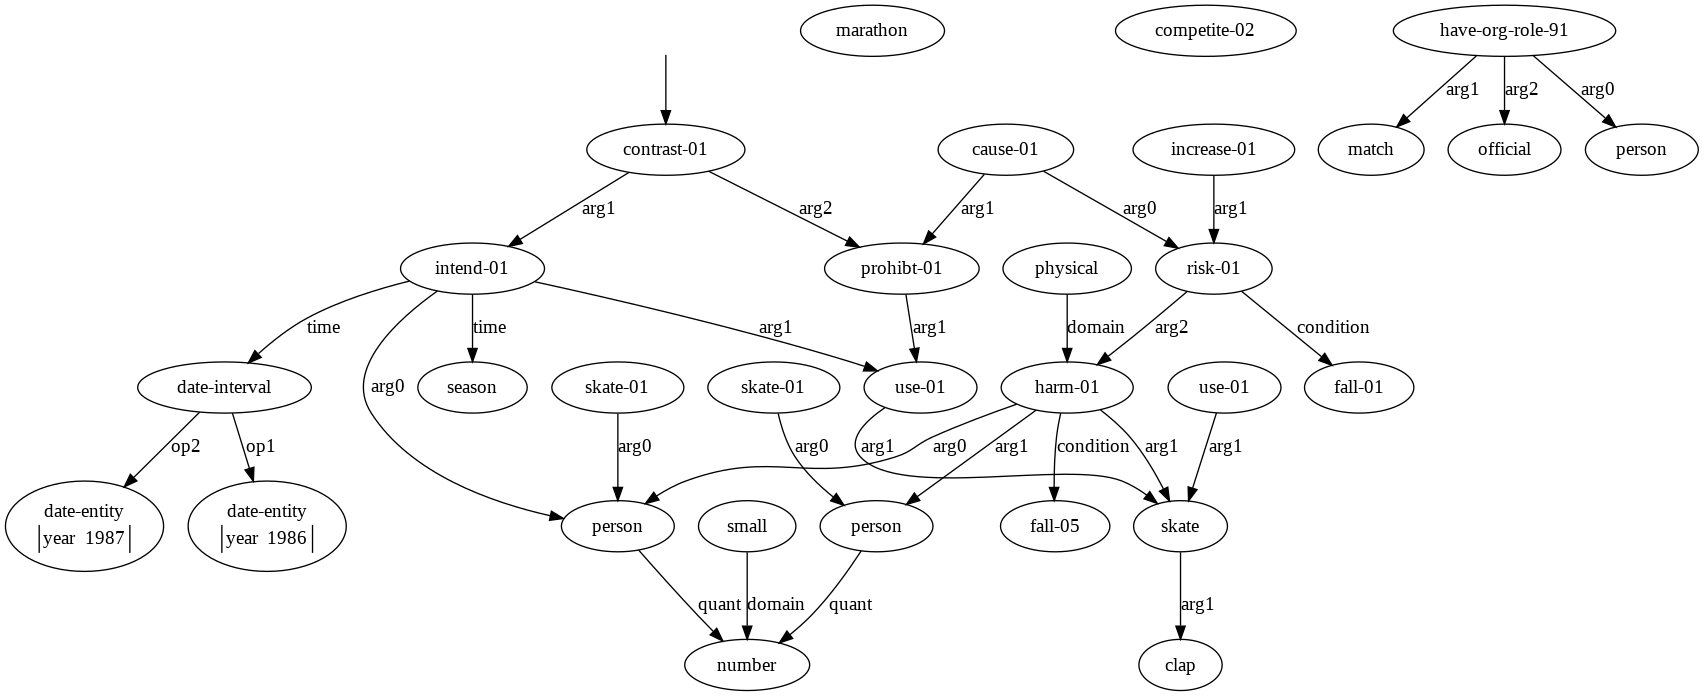 marathon competite-02 have-org-role-91
arg1 arg2 arg0
contrast-01 cause-01 increase-01 match official person
arg1 arg2 arg1 arg0 arg1
intend-01 prohibt-01 physical risk-01
time time arg1 arg1 domain arg2 condition
date-interval arg0 season skate-01 skate-01 use-01 harm-01 use-01 fall-01
op2 op1 arg0 arg0 arg1 arg0 arg1 condition arg1 arg1
date-entity date-entity
person small person fall-05 skate
year 1987 year 1986
quant domain quant arg1
number clap